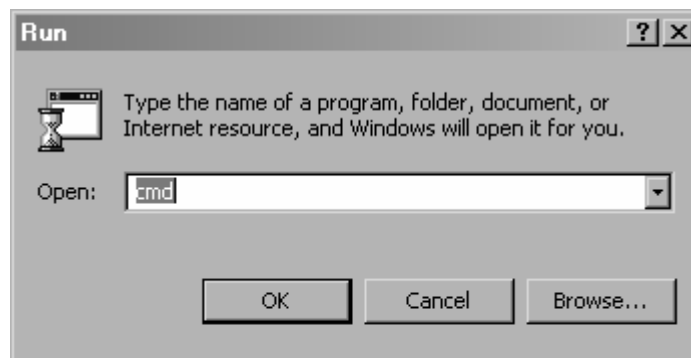 Run
Type the name of a program, folder, document, or
Internet resource, and Windows will open it for you.
Open: cmd
OK Cancel Browse...